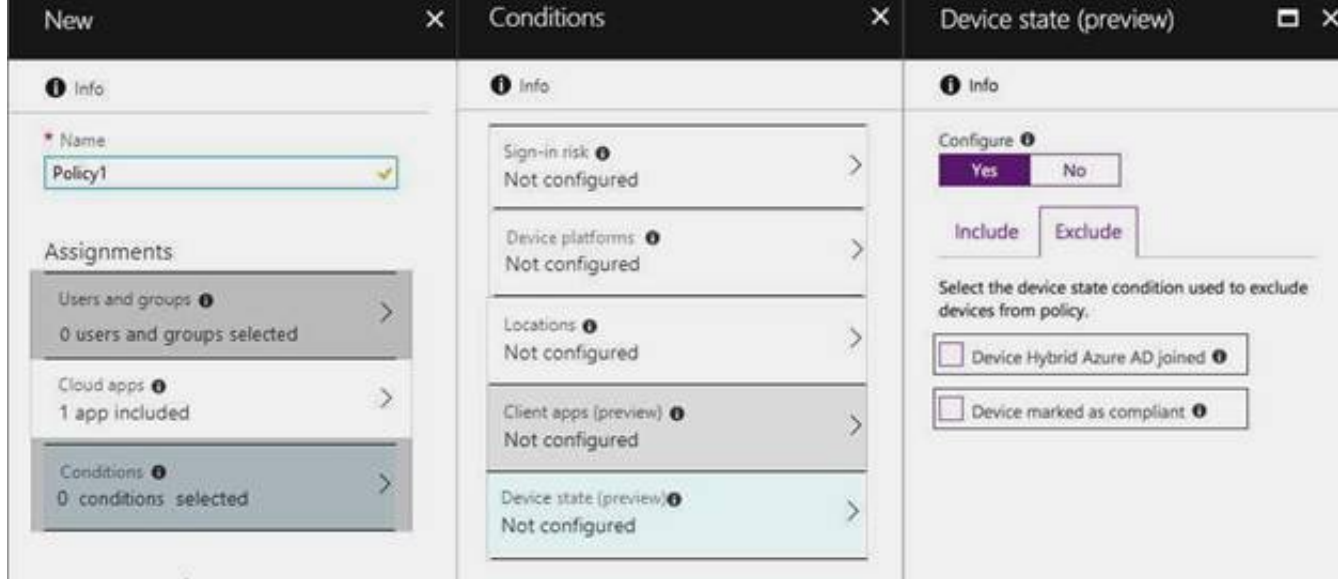 New
Info
* Name
Policy1
Assignments
Users and groups
0 users and groups selected
Cloud apps
1 app included
Conditions
0 conditions selected
Conditions
Info
Sign-in risk
Not configured
Device platforms
Not configured
Locations
Not configured
Client apps (preview)
Not configured
Device state (preview)
Not configured
Device state (preview)
Info
Configure
Yes No
Include Exclude
Select the device state condition used to exclude
devices from policy.
Device Hybrid Azure AD joined
Device marked as compliant